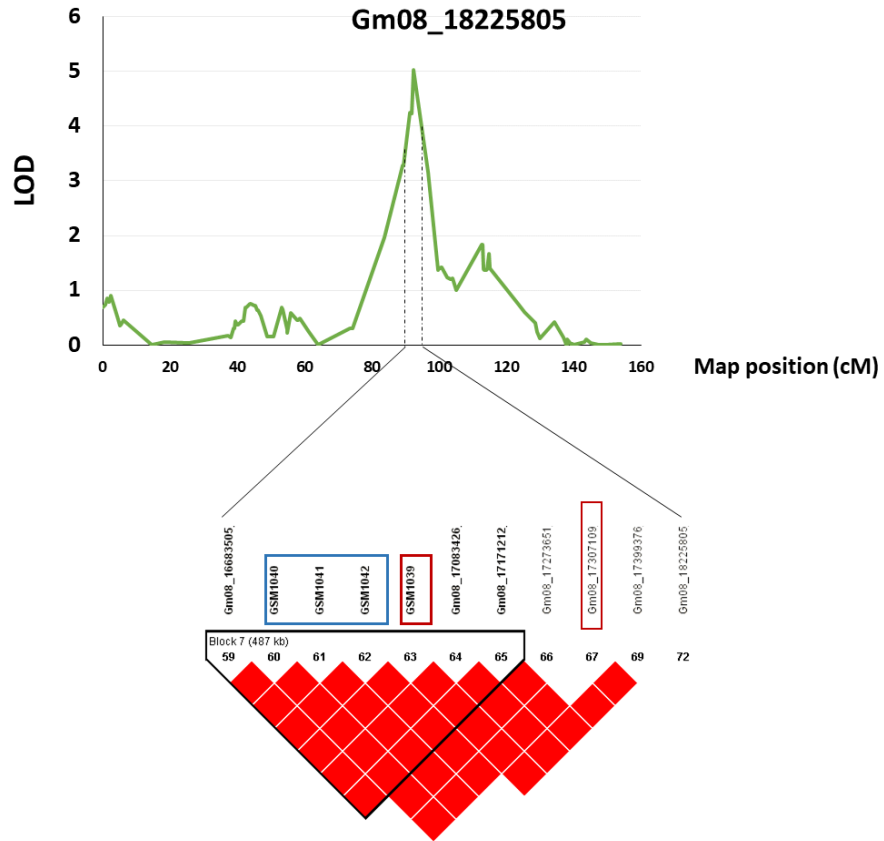 Gm08_18225805
6
5
4
3
2
1
0
LOD
0 20 40 60 80 100 120 140 160
Map position (cM)
Gm08_16683505
GSM1040
GSM1041
GSM1042
GSM1039
Gm08_17083426
Gm08_17171212
Gm08_17273651
Gm08_17307109
Gm08_17399376
Gm08_18225805
Block 7 (487 kb)
59 60 61 62 63 64 65 66 67 69 72